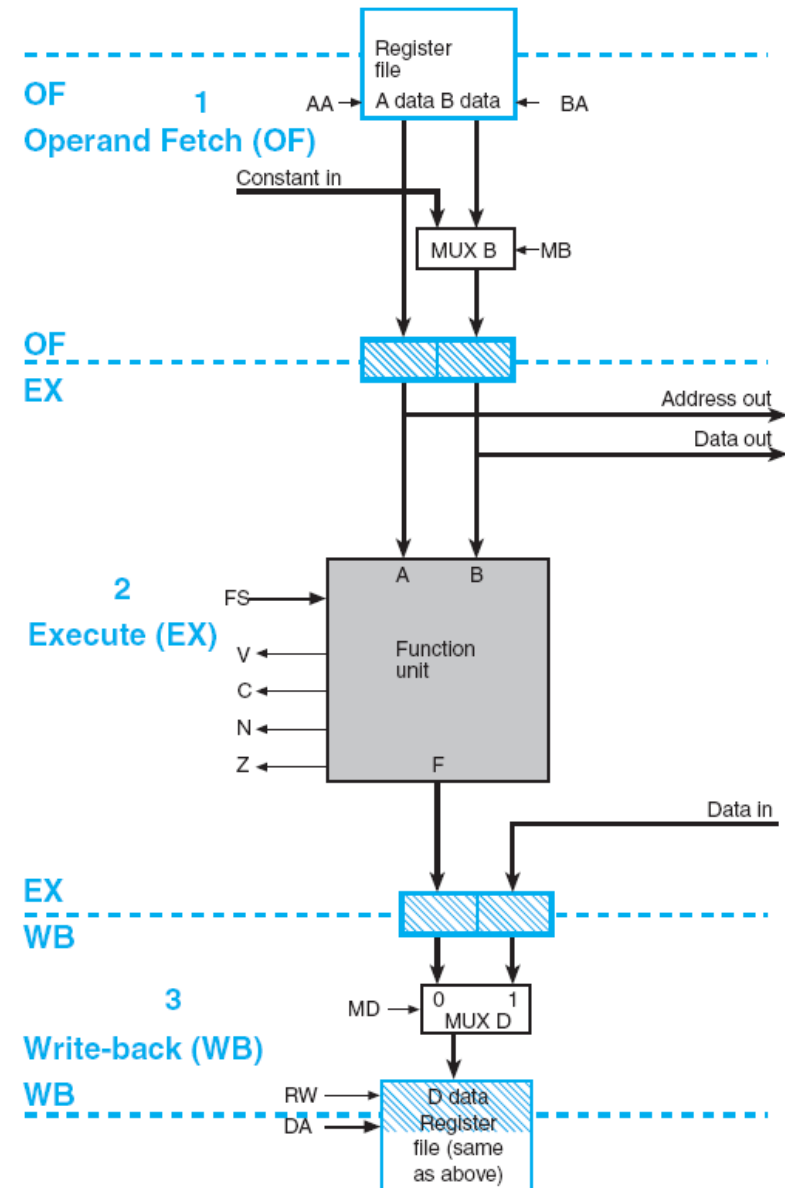 Register
file
OF
1
AA
A data B data
BA
Operand Fetch (OF)
Constant in
MUX B
MB
OF
EX
Address out
Data out
A
B
2
FS
Execute (EX)
Function
unit
V
C
N
Z
F
Data in
EX
WB
3
MD
0
1
MUX D
Write-back (WB)
WB
RW
D data
DA
Register
file (same
as above)